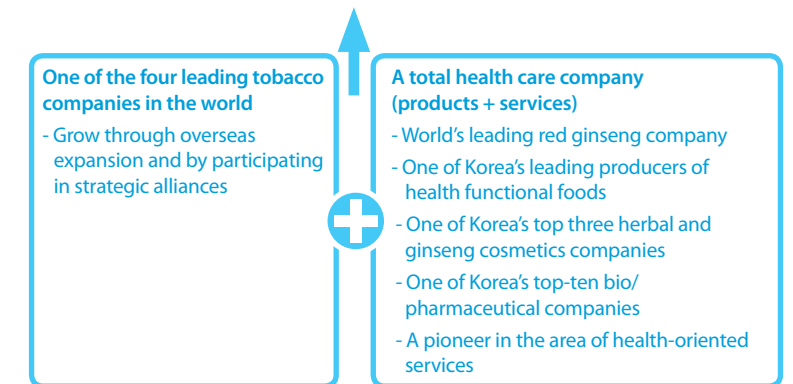 One of the four leading tobacco
companies in the world
- Grow through overseas
expansion and by participating
in strategic alliances
A total health care company
(products + services)
- World’s leading red ginseng company
- One of Korea’s leading producers of
health functional foods
- One of Korea’s top three herbal and
ginseng cosmetics companies
- One of Korea’s top-ten bio/
pharmaceutical companies
- A pioneer in the area of health-oriented
services